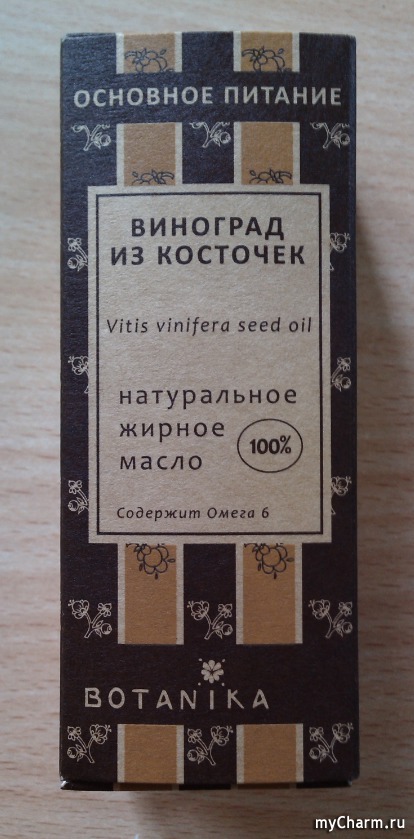 ОСНОВНОЕ ПИТАНИЕ
ВИНОГРАД
ИЗ КОСТОЧЕК
Vitis vinifera seed oil
натуральное
жирное
100%
масло
Содержит Омега 6
BOTANIKA
myCharm.ru